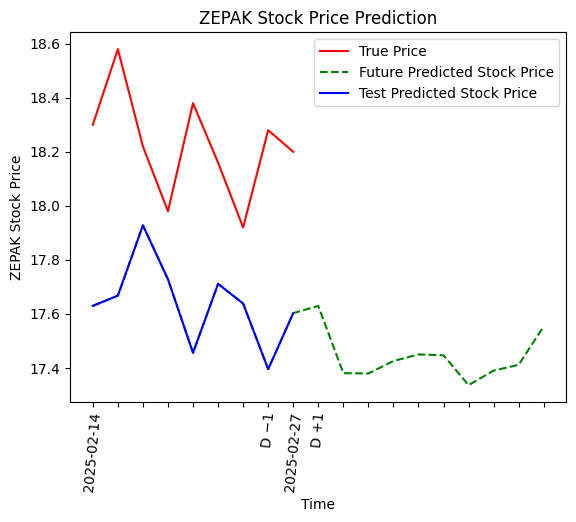 ZEPAK Stock Price Prediction
True Price
Future Predicted Stock Price
Test Predicted Stock Price
ZEPAK Stock Price
18.6
18.4
18.2
18.0
17.8
17.6
17.4
2025-02-14
D −1
2025-02-27
D +1
Time